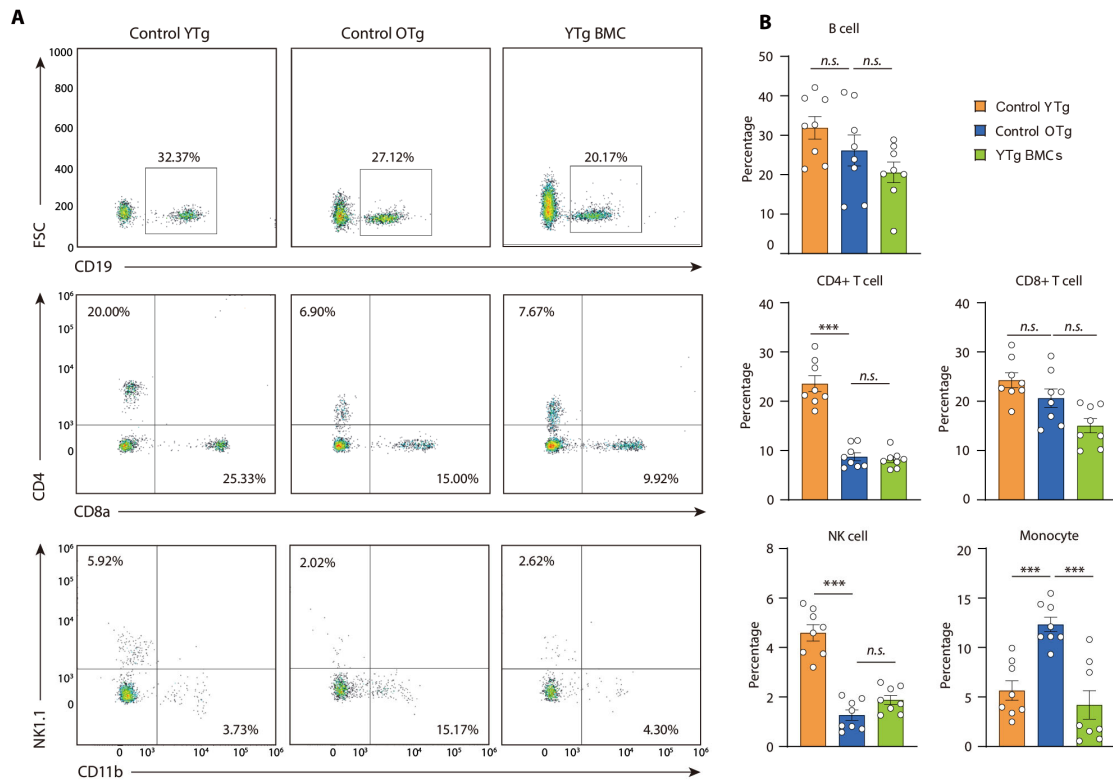 A
Control YTg
Control OTg
YTg BMC
1000
800
600
400
200
0
FSC
32.37%
27.12%
20.17%
CD19
10⁶
10⁵
10⁴
10³
0
CD4
20.00%
25.33%
6.90%
15.00%
7.67%
9.92%
CD8a
10⁶
10⁵
10⁴
10³
0
NK1.1
5.92%
3.73%
2.02%
15.17%
2.62%
4.30%
0 10³ 10⁴ 10⁵ 10⁶
0 10³ 10⁴ 10⁵ 10⁶
0 10³ 10⁴ 10⁵ 10⁶
CD11b
B
B cell
Percentage
50
40
30
20
10
0
n.s. n.s.
Control YTg
Control OTg
YTg BMCs
CD4+ T cell
Percentage
40
30
20
10
0
***
n.s.
CD8+ T cell
Percentage
40
30
20
10
0
n.s. n.s.
NK cell
Percentage
8
6
4
2
0
***
n.s.
Monocyte
Percentage
20
15
10
5
0
*** ***